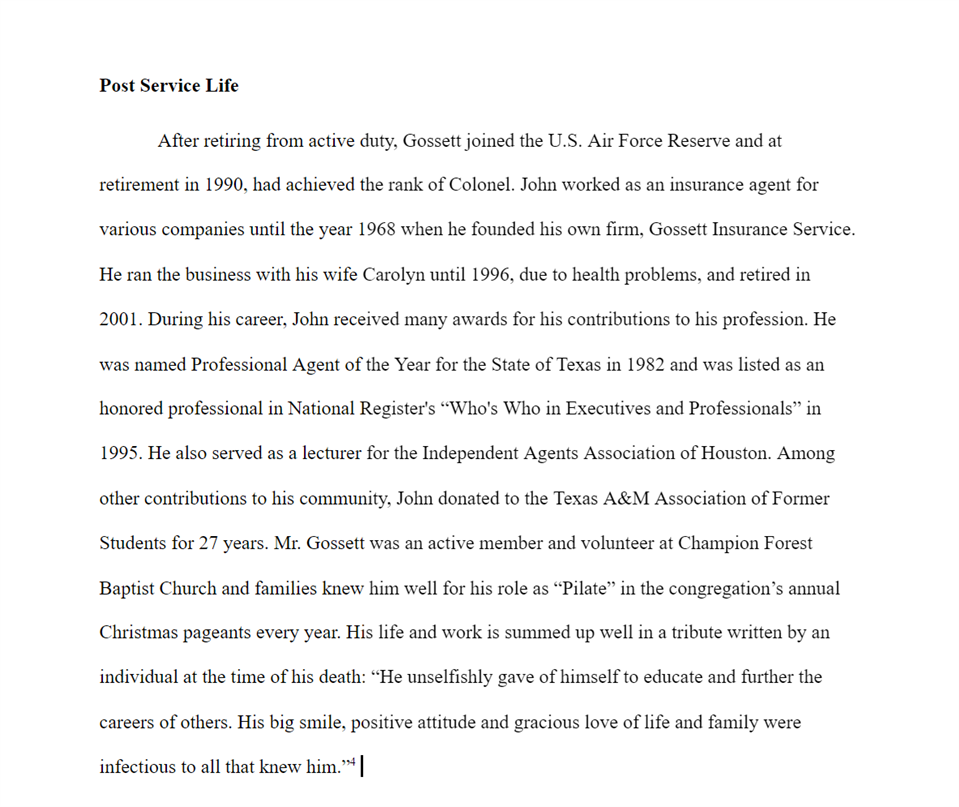 Post Service Life
After retiring from active duty, Gossett joined the U.S. Air Force Reserve and at
retirement in 1990, had achieved the rank of Colonel. John worked as an insurance agent for
various companies until the year 1968 when he founded his own firm, Gossett Insurance Service.
He ran the business with his wife Carolyn until 1996, due to health problems, and retired in
2001. During his career, John received many awards for his contributions to his profession. He
was named Professional Agent of the Year for the State of Texas in 1982 and was listed as an
honored professional in National Register's “Who's Who in Executives and Professionals” in
1995. He also served as a lecturer for the Independent Agents Association of Houston. Among
other contributions to his community, John donated to the Texas A&M Association of Former
Students for 27 years. Mr. Gossett was an active member and volunteer at Champion Forest
Baptist Church and families knew him well for his role as “Pilate” in the congregation’s annual
Christmas pageants every year. His life and work is summed up well in a tribute written by an
individual at the time of his death: “He unselfishly gave of himself to educate and further the
careers of others. His big smile, positive attitude and gracious love of life and family were
infectious to all that knew him.”⁴